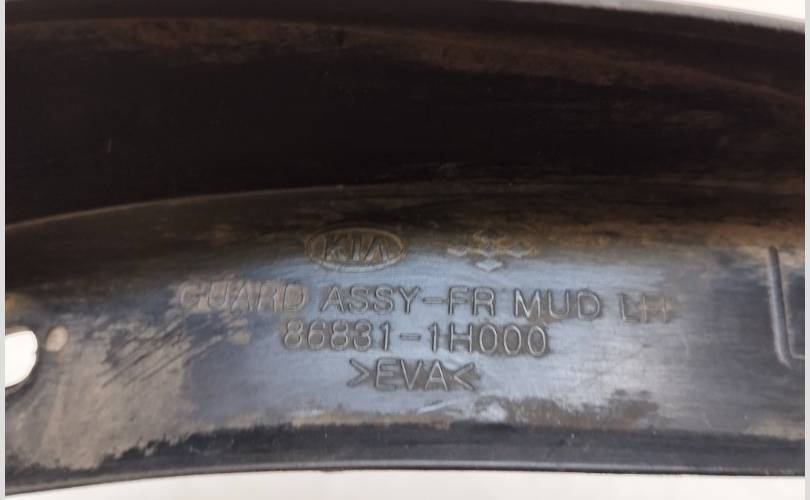 KIA
GUARD ASSY-FR MUD LH
86831-1H000
>EVA<